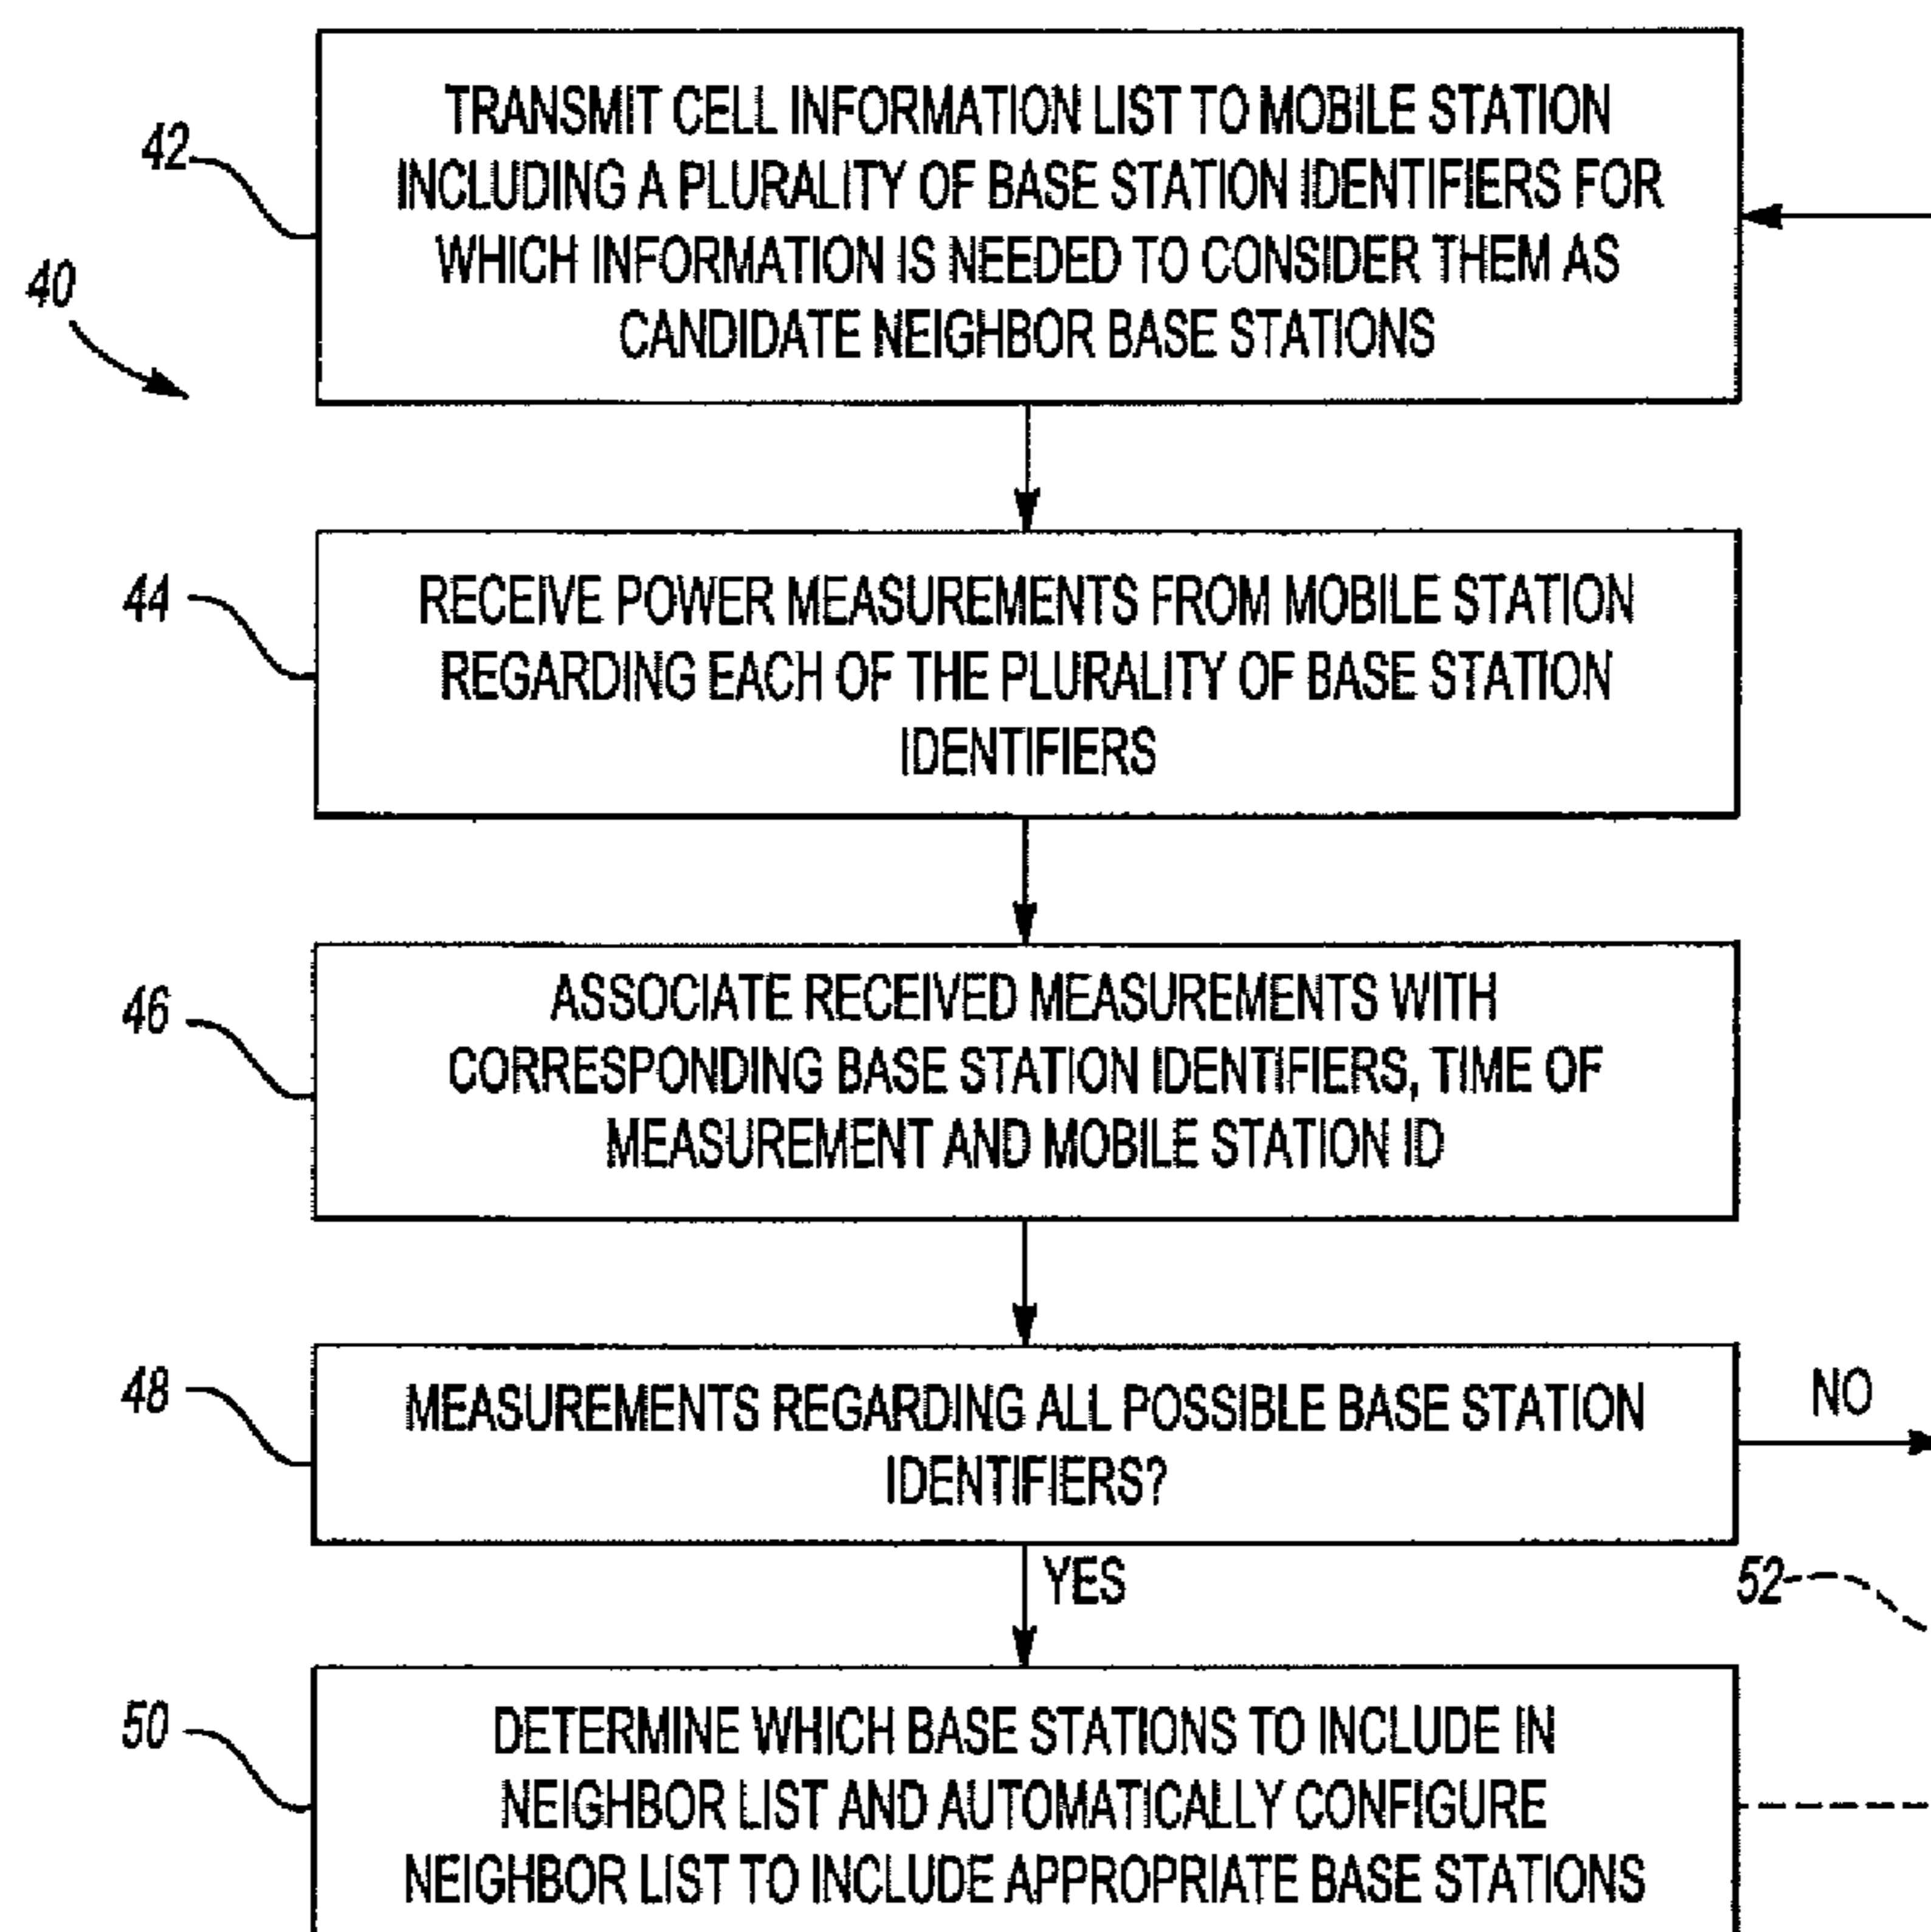 42
TRANSMIT CELL INFORMATION LIST TO MOBILE STATION
INCLUDING A PLURALITY OF BASE STATION IDENTIFIERS FOR
WHICH INFORMATION IS NEEDED TO CONSIDER THEM AS
CANDIDATE NEIGHBOR BASE STATIONS
40
44
RECEIVE POWER MEASUREMENTS FROM MOBILE STATION
REGARDING EACH OF THE PLURALITY OF BASE STATION
IDENTIFIERS
46
ASSOCIATE RECEIVED MEASUREMENTS WITH
CORRESPONDING BASE STATION IDENTIFIERS, TIME OF
MEASUREMENT AND MOBILE STATION ID
48
MEASUREMENTS REGARDING ALL POSSIBLE BASE STATION
IDENTIFIERS?
NO
YES
52
50
DETERMINE WHICH BASE STATIONS TO INCLUDE IN
NEIGHBOR LIST AND AUTOMATICALLY CONFIGURE
NEIGHBOR LIST TO INCLUDE APPROPRIATE BASE STATIONS